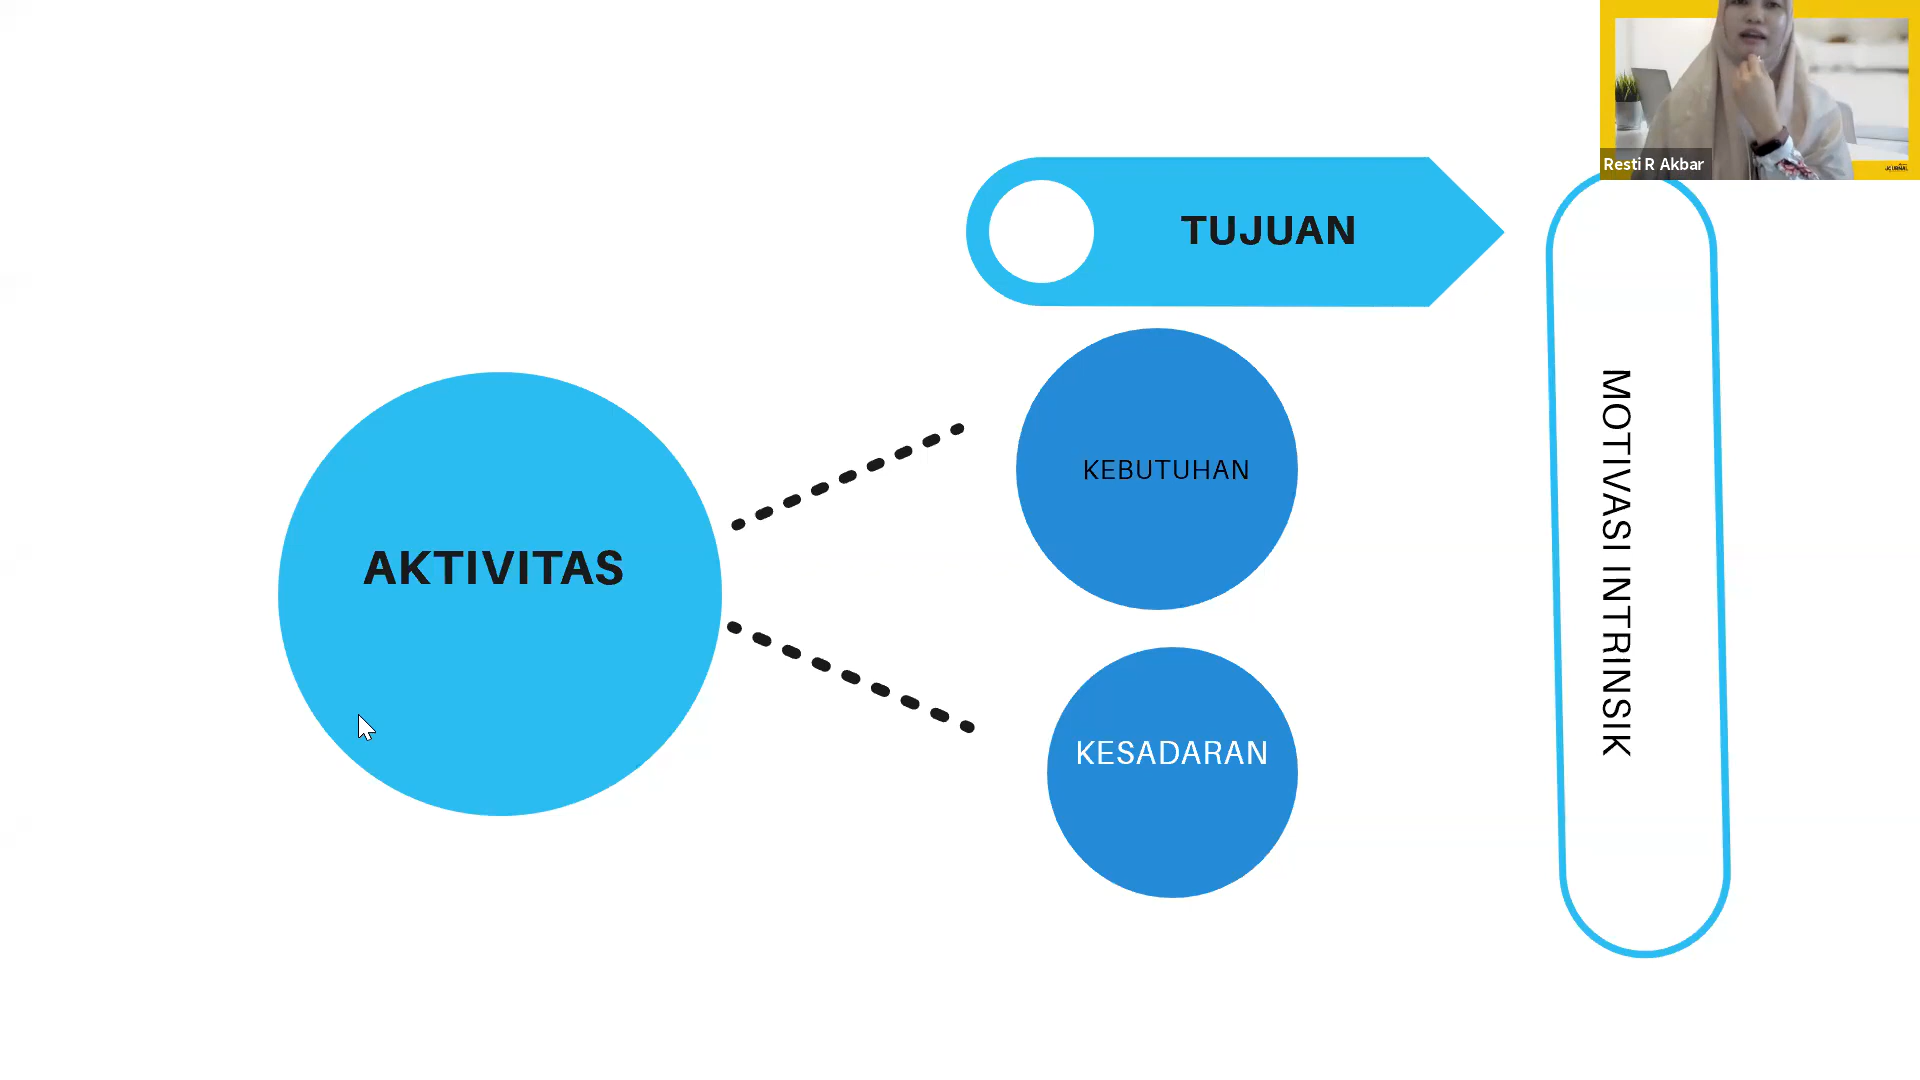 Resti R Akbar
TUJUAN
KEBUTUHAN
AKTIVITAS
KESADARAN
MOTIVASI INTRINSIK